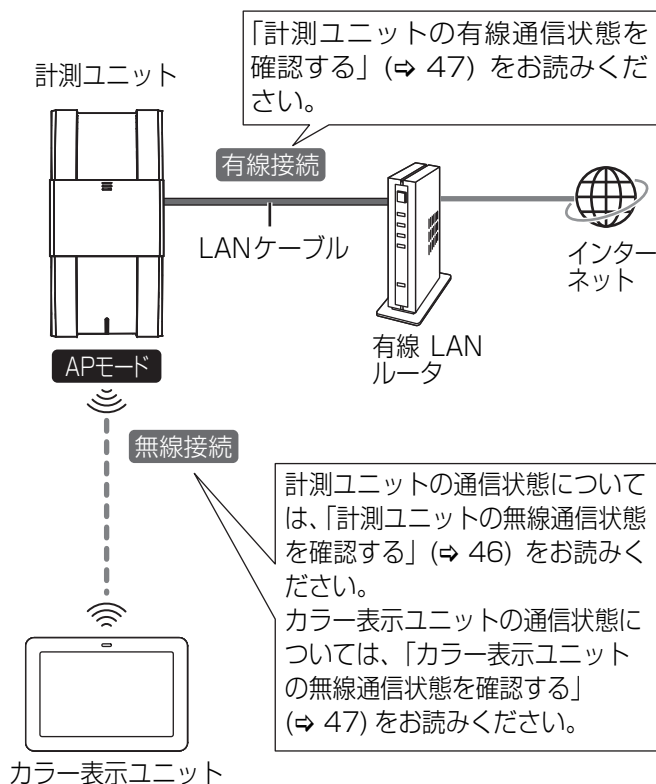 「計測ユニットの有線通信状態を
確認する」(⇨ 47) をお読みくだ
さい。
計測ユニット
有線接続
LANケーブル
インター
ネット
有線 LAN
ルータ
APモード
無線接続
計測ユニットの通信状態について
は、「計測ユニットの無線通信状態
を確認する」(⇨ 46) をお読みく
ださい。
カラー表示ユニットの通信状態に
ついては、「カラー表示ユニット
の無線通信状態を確認する」
(⇨ 47) をお読みください。
カラー表示ユニット